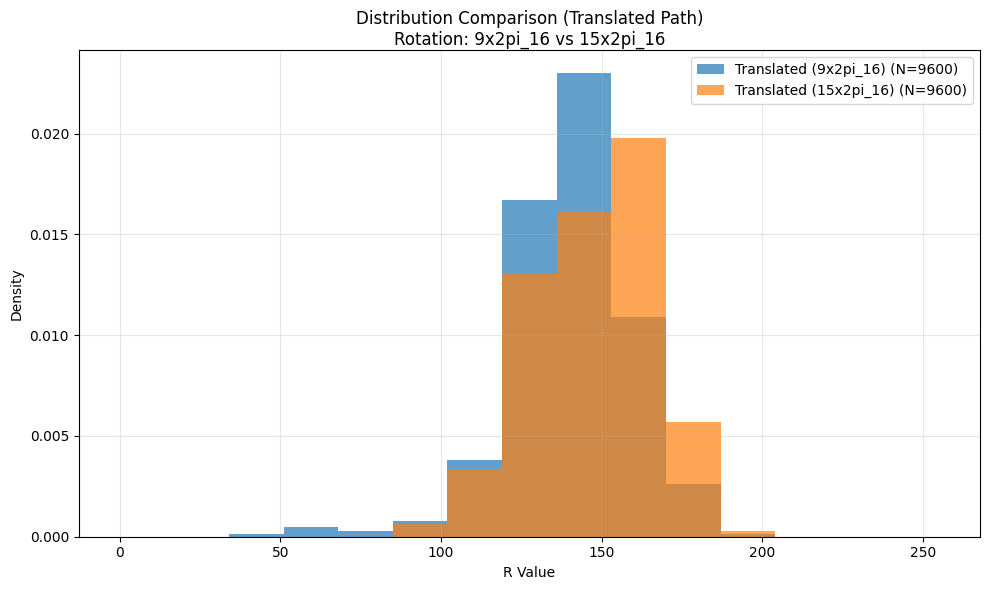 Distribution Comparison (Translated Path)
Rotation: 9x2pi_16 vs 15x2pi_16
Translated (9x2pi_16) (N=9600)
Translated (15x2pi_16) (N=9600)
Density
0.020
0.015
0.010
0.005
0.000
0 50 100 150 200 250
R Value